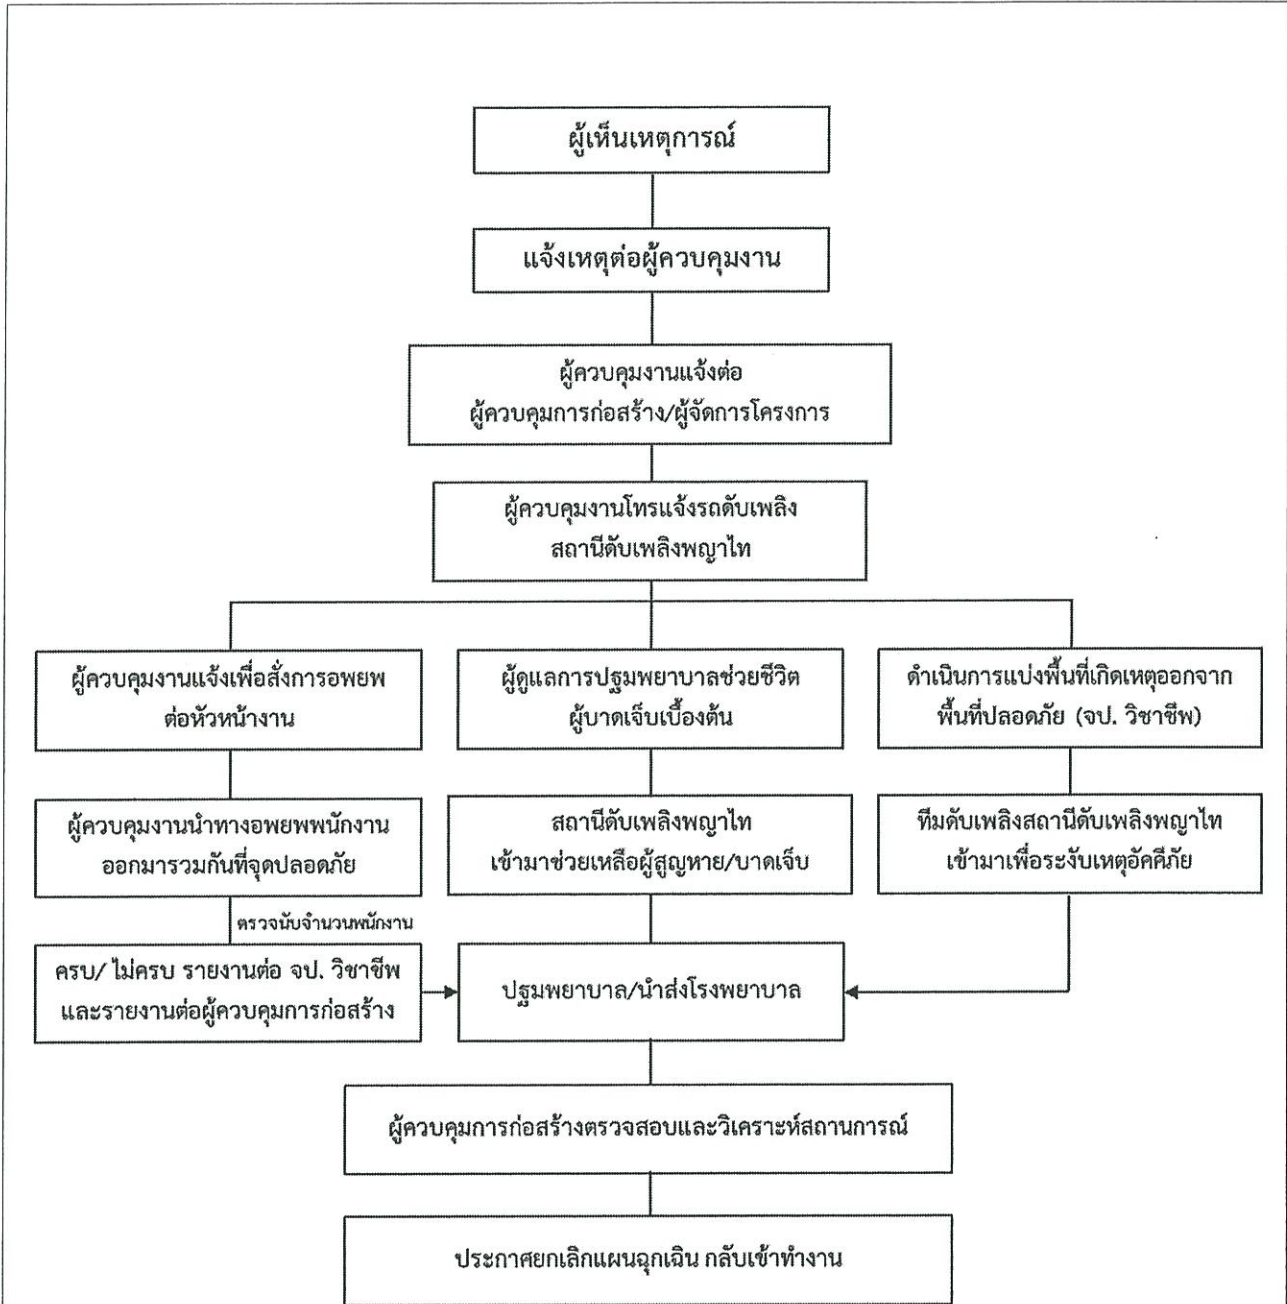 ผู้เห็นเหตุการณ์
แจ้งเหตุต่อผู้ควบคุมงาน
ผู้ควบคุมงานแจ้งต่อ
ผู้ควบคุมการก่อสร้าง/ผู้จัดการโครงการ
ผู้ควบคุมงานโทรแจ้งรถดับเพลิง
สถานีดับเพลิงพญาไท
ผู้ควบคุมงานแจ้งเพื่อสั่งการอพยพ
ต่อหัวหน้างาน
ผู้ดูแลการปฐมพยาบาลช่วยชีวิต
ผู้บาดเจ็บเบื้องต้น
ดำเนินการแบ่งพื้นที่เกิดเหตุออกจาก
พื้นที่ปลอดภัย (จป. วิชาชีพ)
ผู้ควบคุมงานนำทางอพยพพนักงาน
ออกมารวมกันที่จุดปลอดภัย
สถานีดับเพลิงพญาไท
เข้ามาช่วยเหลือผู้สูญหาย/บาดเจ็บ
ทีมดับเพลิงสถานีดับเพลิงพญาไท
เข้ามาเพื่อระงับเหตุอัคคีภัย
ตรวจนับจำนวนพนักงาน
ครบ/ ไม่ครบ รายงานต่อ จป. วิชาชีพ
และรายงานต่อผู้ควบคุมการก่อสร้าง
ปฐมพยาบาล/นำส่งโรงพยาบาล
ผู้ควบคุมการก่อสร้างตรวจสอบและวิเคราะห์สถานการณ์
ประกาศยกเลิกแผนฉุกเฉิน กลับเข้าทำงาน